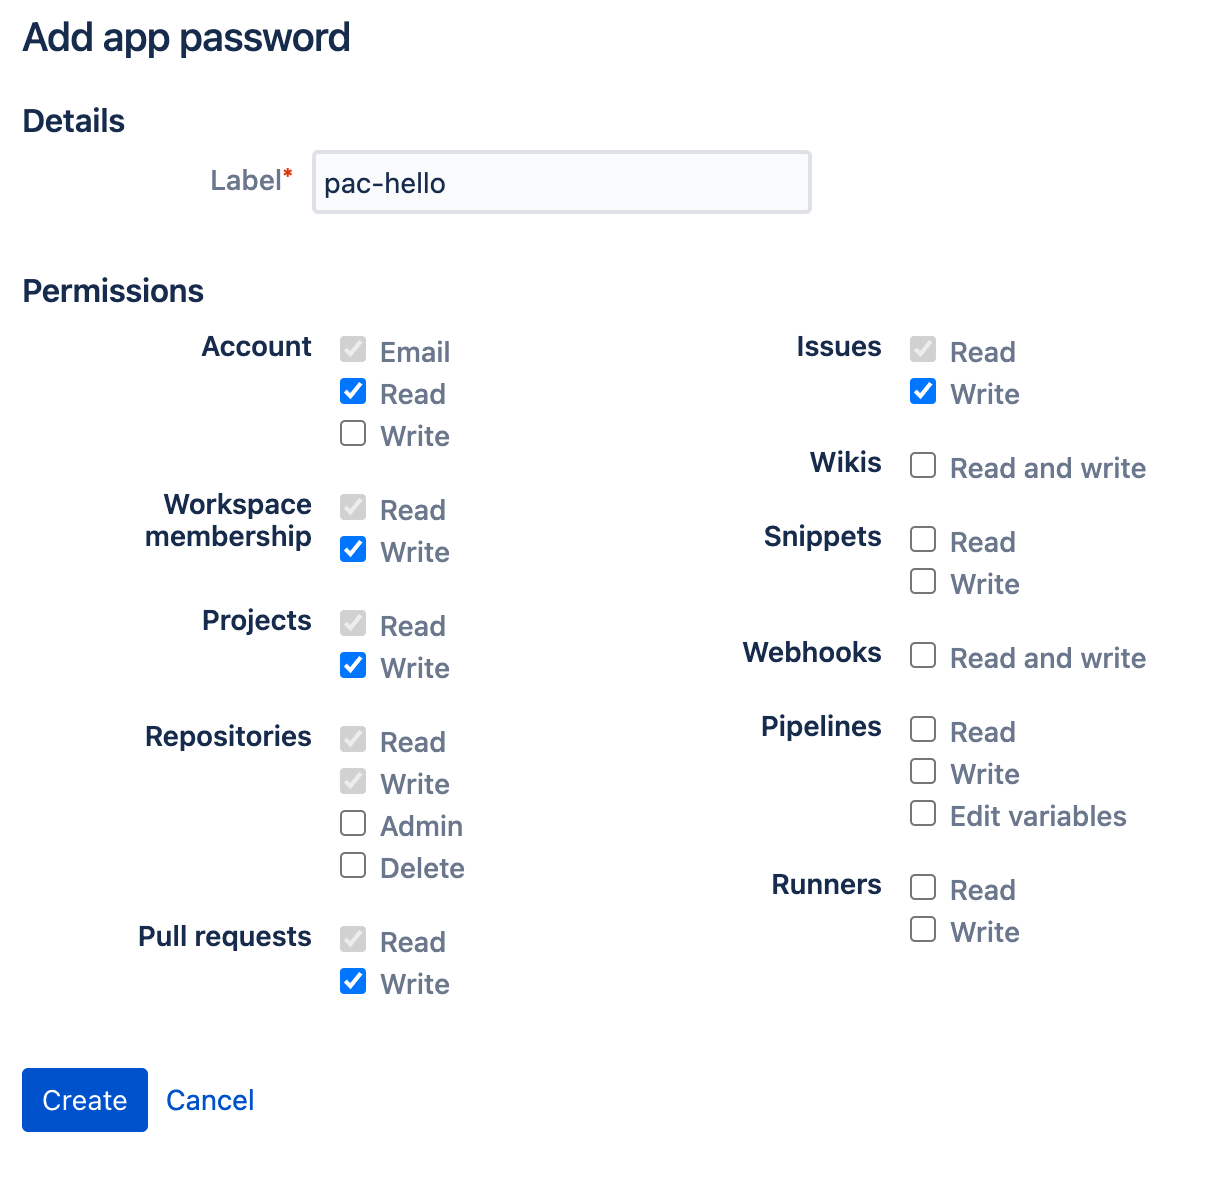 Add app password
Details
Label*
pac-hello
Permissions
Account
Email
Read
Write
Workspace
membership
Read
Write
Projects
Read
Write
Repositories
Read
Write
Admin
Delete
Pull requests
Read
Write
Issues
Read
Write
Wikis
Read and write
Snippets
Read
Write
Webhooks
Read and write
Pipelines
Read
Write
Edit variables
Runners
Read
Write
Create
Cancel